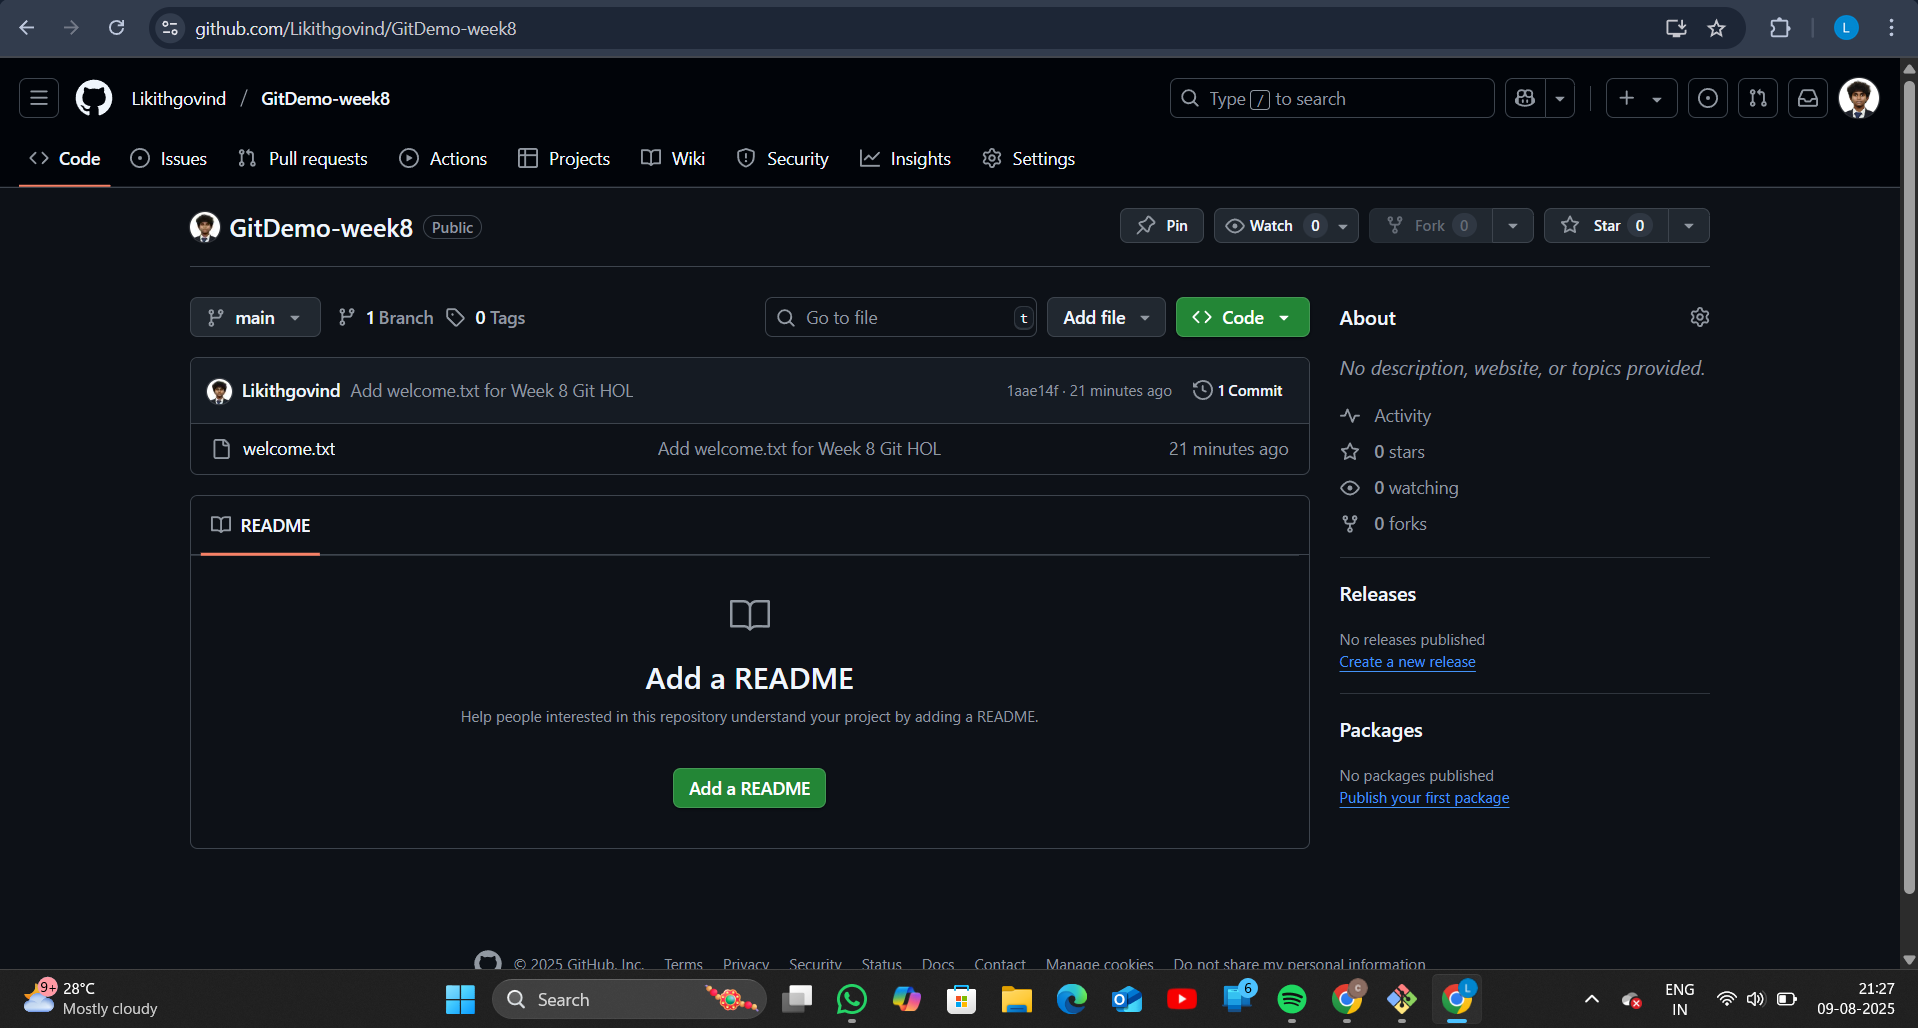 github.com/Likithgovind/GitDemo-week8
L
Likithgovind / GitDemo-week8
Type / to search
Code Issues Pull requests Actions Projects Wiki Security Insights Settings
GitDemo-week8 Public
Pin Watch 0 Fork 0 Star 0
main 1 Branch 0 Tags Go to file t Add file Code
Likithgovind Add welcome.txt for Week 8 Git HOL 1aae14f · 21 minutes ago 1 Commit
welcome.txt Add welcome.txt for Week 8 Git HOL 21 minutes ago
README
Add a README
Help people interested in this repository understand your project by adding a README.
Add a README
About
No description, website, or topics provided.
Activity
0 stars
0 watching
0 forks
Releases
No releases published
Create a new release
Packages
No packages published
Publish your first package
© 2025 GitHub, Inc. Terms Privacy Security Status Docs Contact Manage cookies Do not share my personal information
9+ 28°C
Mostly cloudy
Search
6
C
L
ENG
IN
21:27
09-08-2025